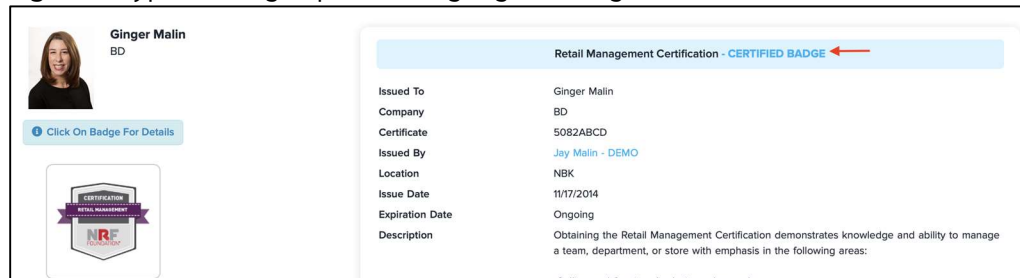 Ginger Malin
BD
Click On Badge For Details
CERTIFICATION
RETAIL MANAGEMENT
NRF
FOUNDATION
Retail Management Certification - CERTIFIED BADGE
Issued To Ginger Malin
Company BD
Certificate 5082ABCD
Issued By Jay Malin - DEMO
Location NBK
Issue Date 11/17/2014
Expiration Date Ongoing
Description Obtaining the Retail Management Certification demonstrates knowledge and ability to manage
a team, department, or store with emphasis in the following areas: